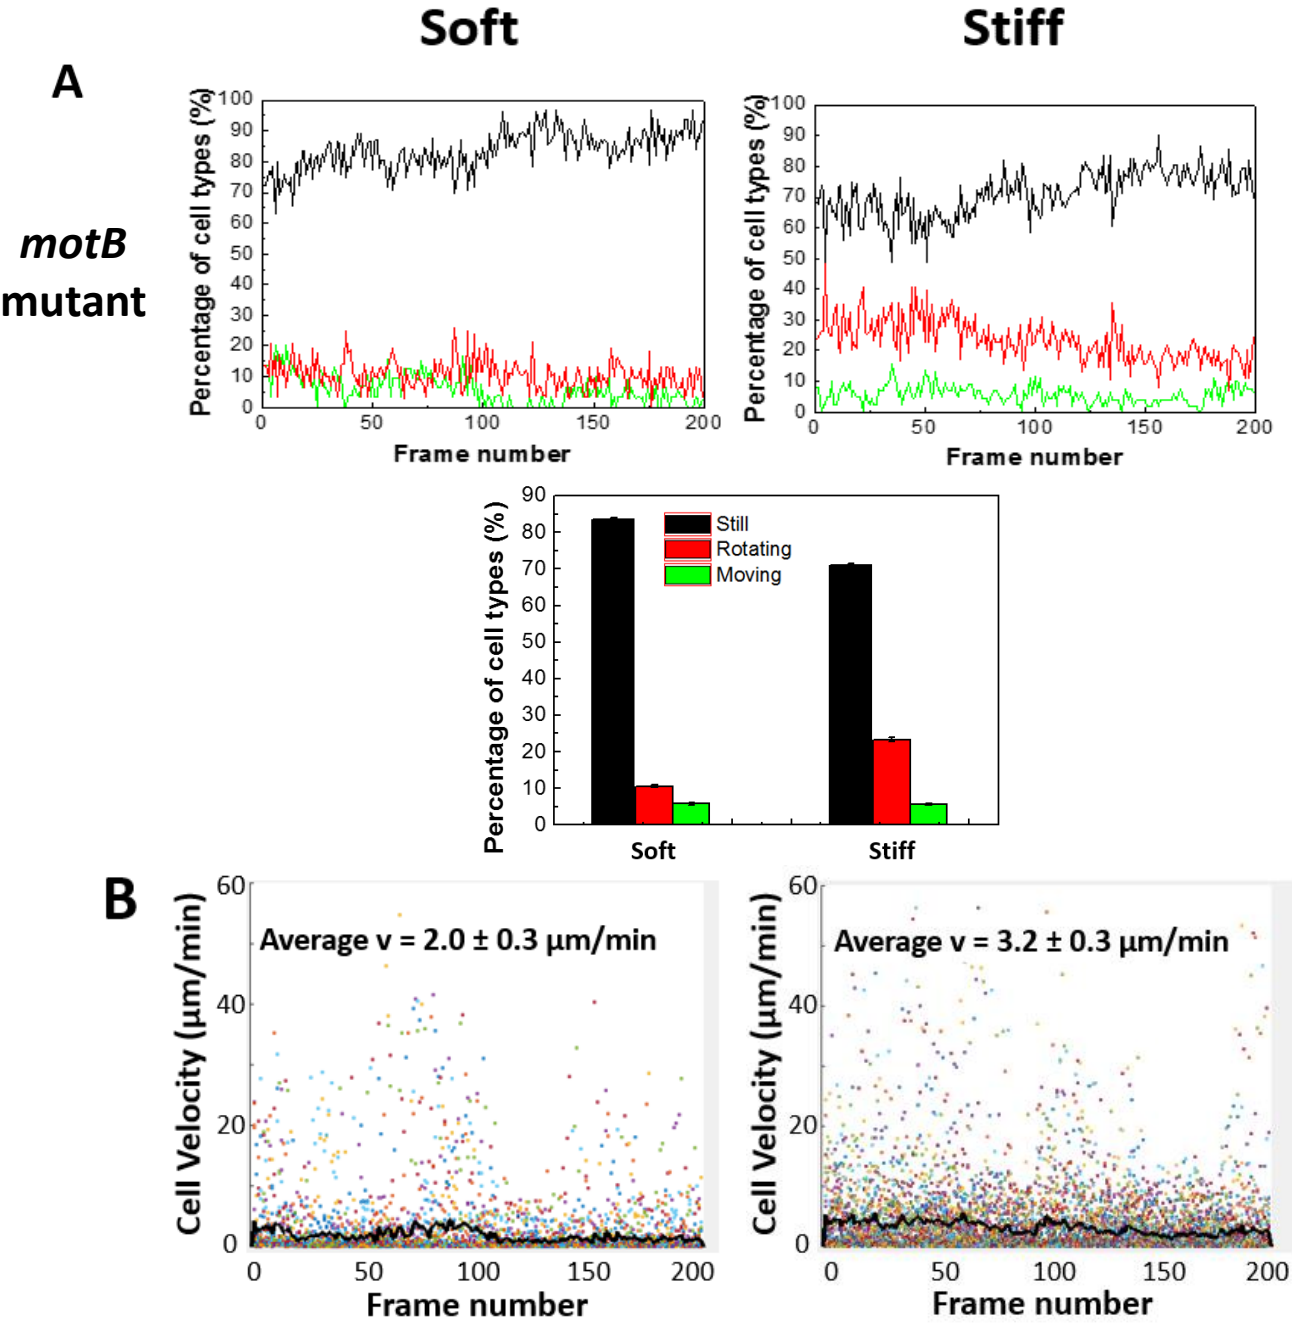 Soft
Stiff
A
motB
mutant
Percentage of cell types (%)
100
90
80
70
60
50
40
30
20
10
0
0
50
100
150
200
Frame number
Percentage of cell types (%)
100
90
80
70
60
50
40
30
20
10
0
0
50
100
150
200
Frame number
Percentage of cell types (%)
90
80
70
60
50
40
30
20
10
0
Still
Rotating
Moving
Soft
Stiff
B
Cell Velocity (µm/min)
60
40
20
0
Average v = 2.0 ± 0.3 µm/min
0
50
100
150
200
Frame number
Cell Velocity (µm/min)
60
40
20
0
Average v = 3.2 ± 0.3 µm/min
0
50
100
150
200
Frame number